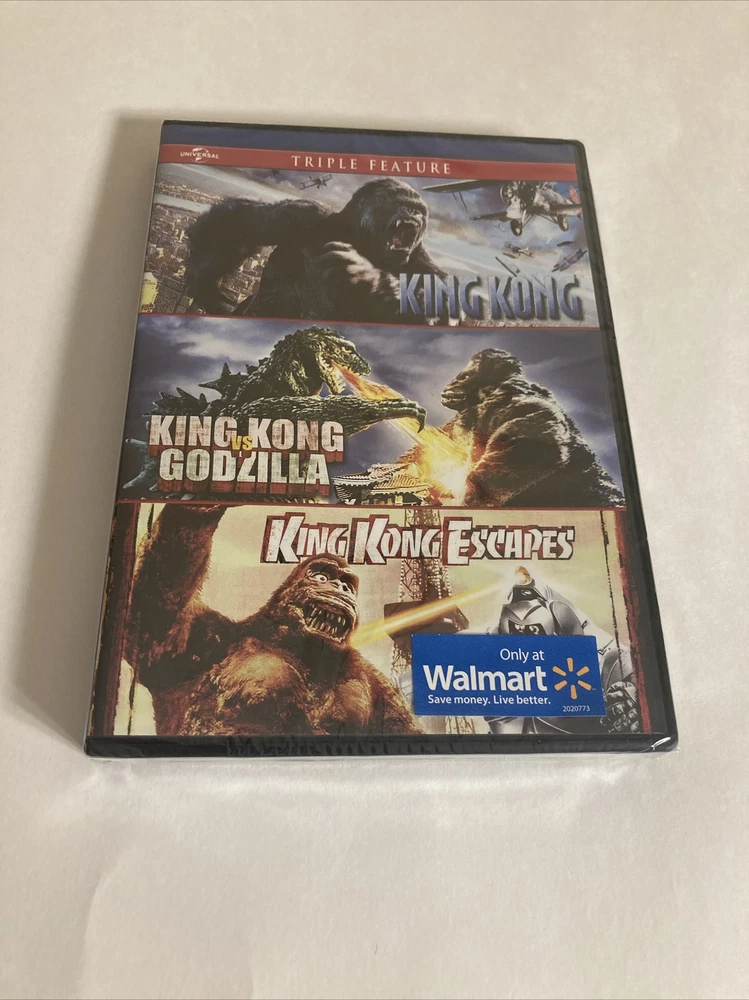 UNIVERSAL
TRIPLE FEATURE
KING KONG
KING VS KONG
GODZILLA
KING KONG ESCAPES
Only at
Walmart
Save money. Live better.
2020773